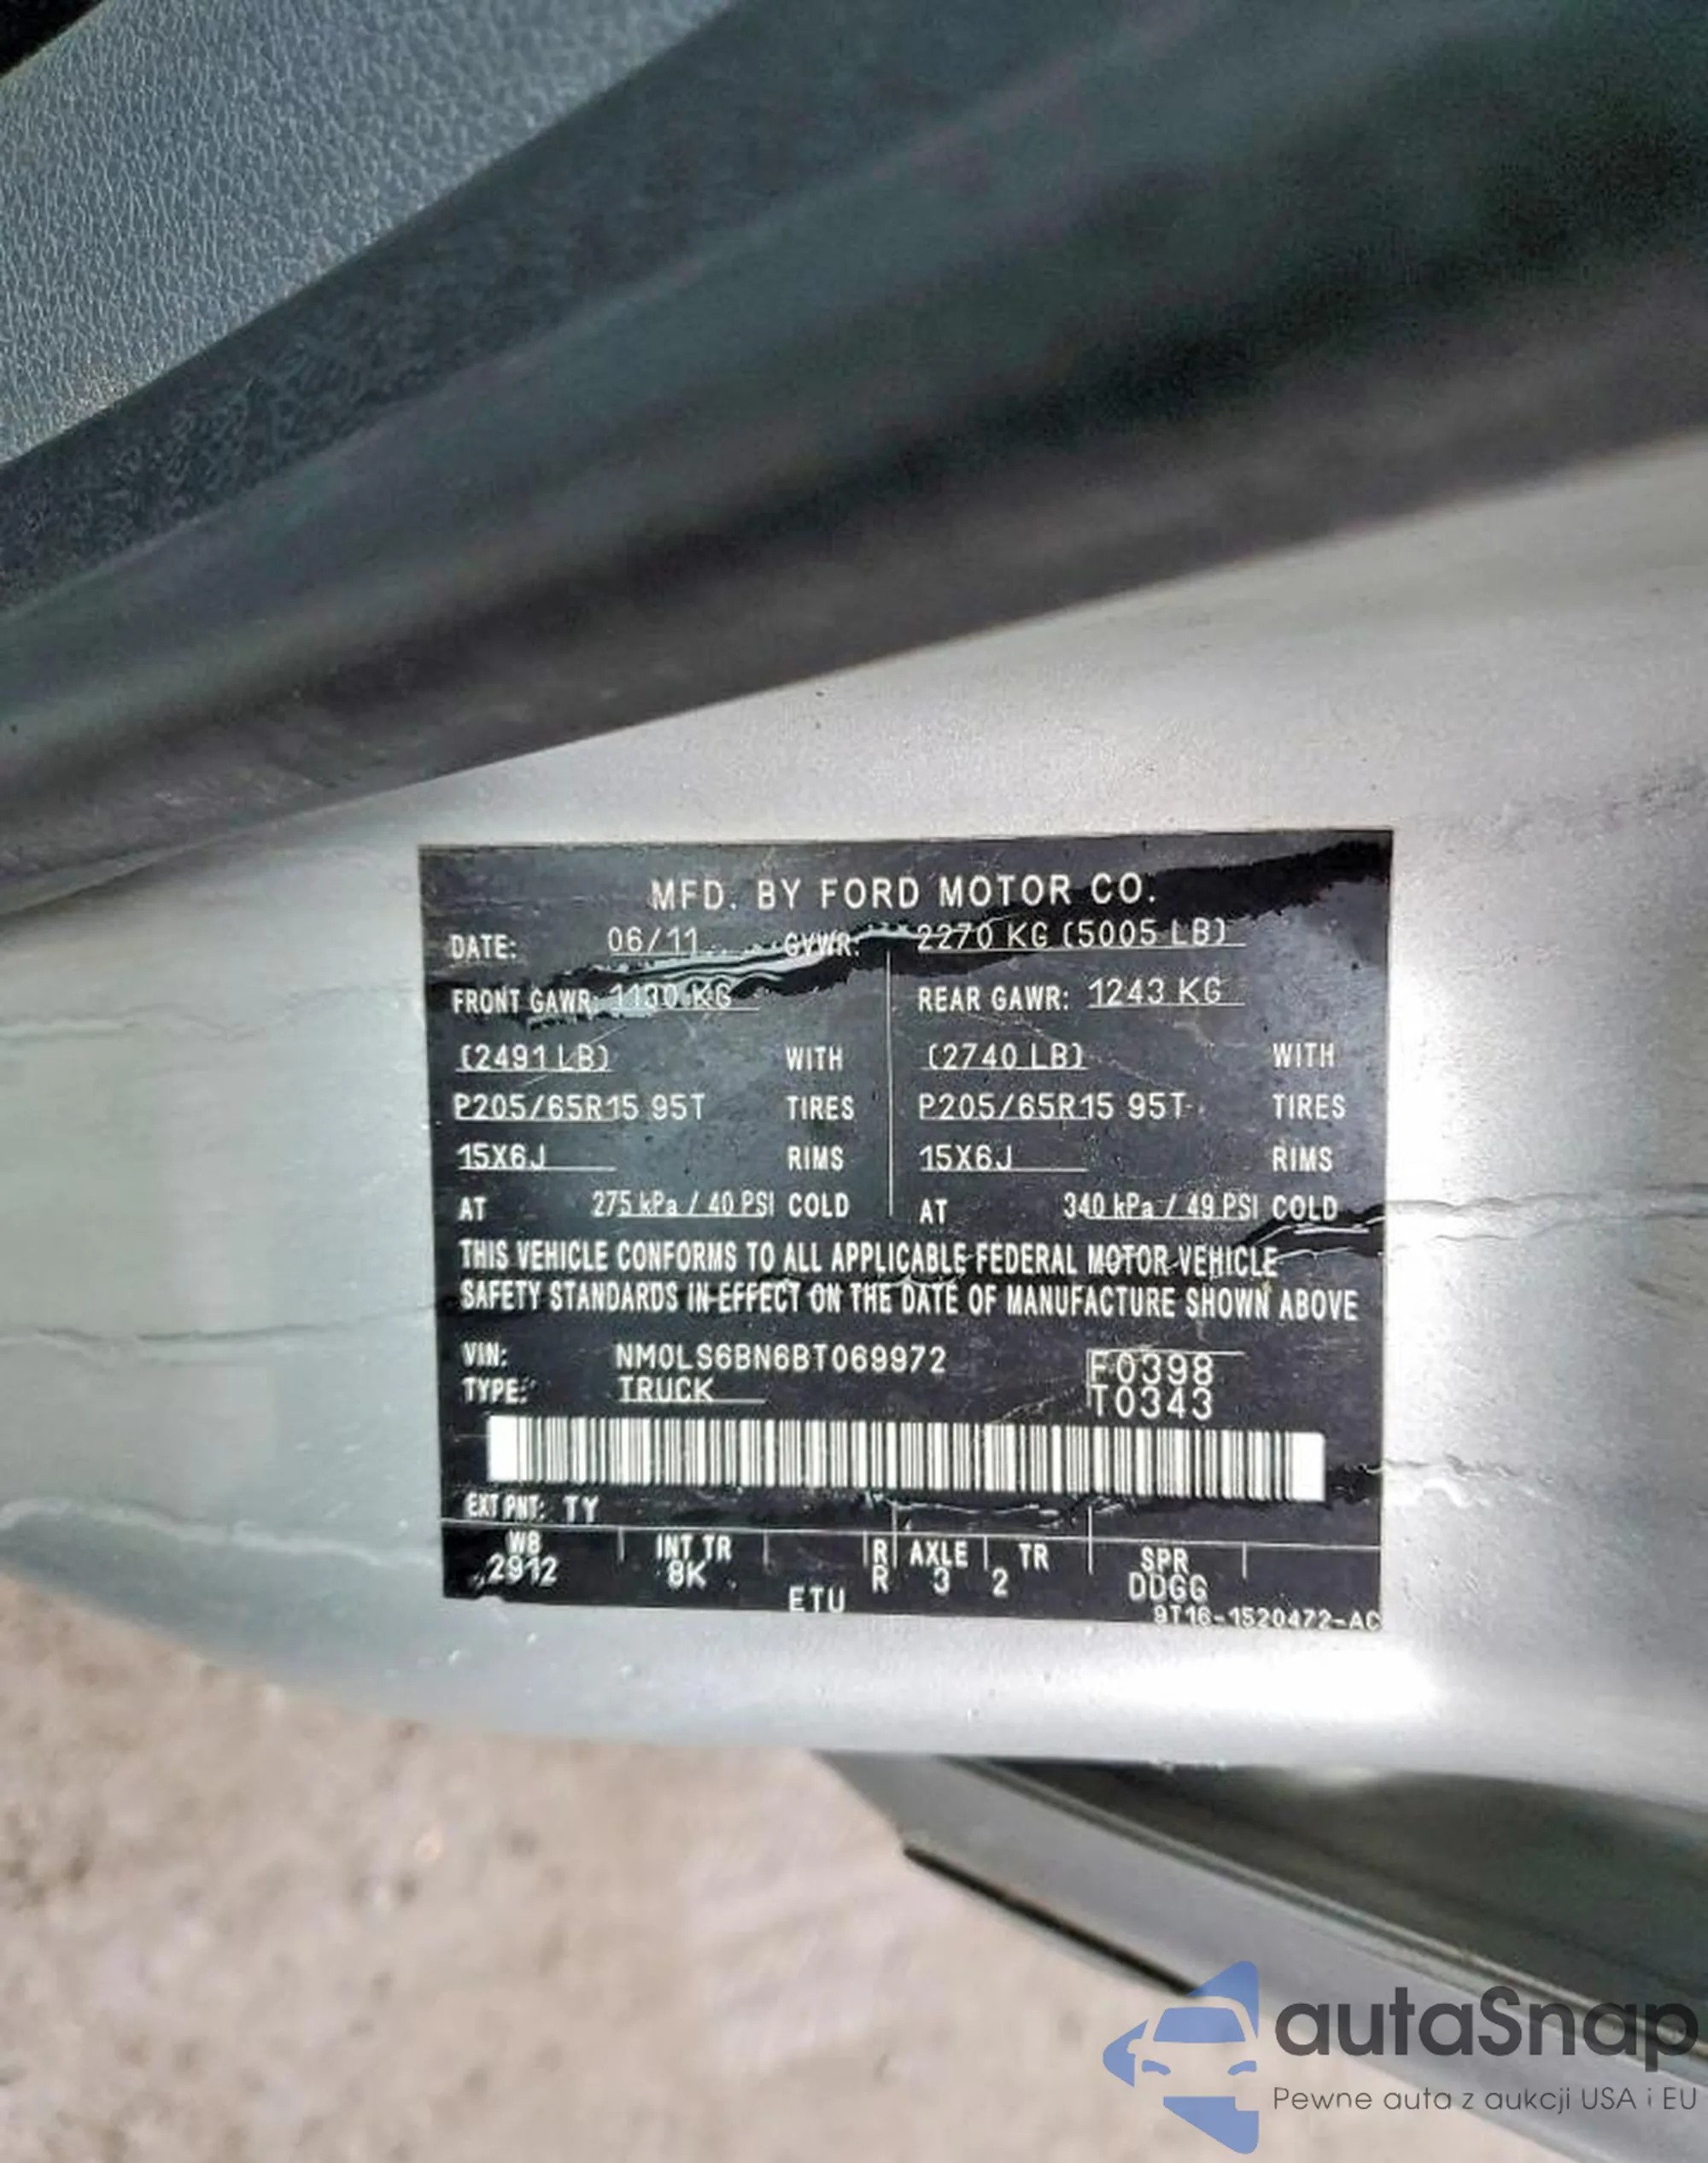 MFD. BY FORD MOTOR CO.
DATE: 06/11 GVWR: 2270 KG (5005 LB)
FRONT GAWR: 1130 KG REAR GAWR: 1243 KG
(2491 LB) WITH (2740 LB) WITH
P205/65R15 95T TIRES P205/65R15 95T TIRES
15X6J RIMS 15X6J RIMS
AT 275 kPa / 40 PSI COLD AT 340 kPa / 49 PSI COLD
THIS VEHICLE CONFORMS TO ALL APPLICABLE FEDERAL MOTOR VEHICLE
SAFETY STANDARDS IN EFFECT ON THE DATE OF MANUFACTURE SHOWN ABOVE
VIN: NM0LS6BN6BT069972 F0398
TYPE: TRUCK T0343
EXT PNT: TY
WB INT TR R AXLE TR SPR
2912 8K R 3 2 DDGG
ETU
9T16-1520472-AC
autaSnap
Pewne auta z aukcji USA i EU